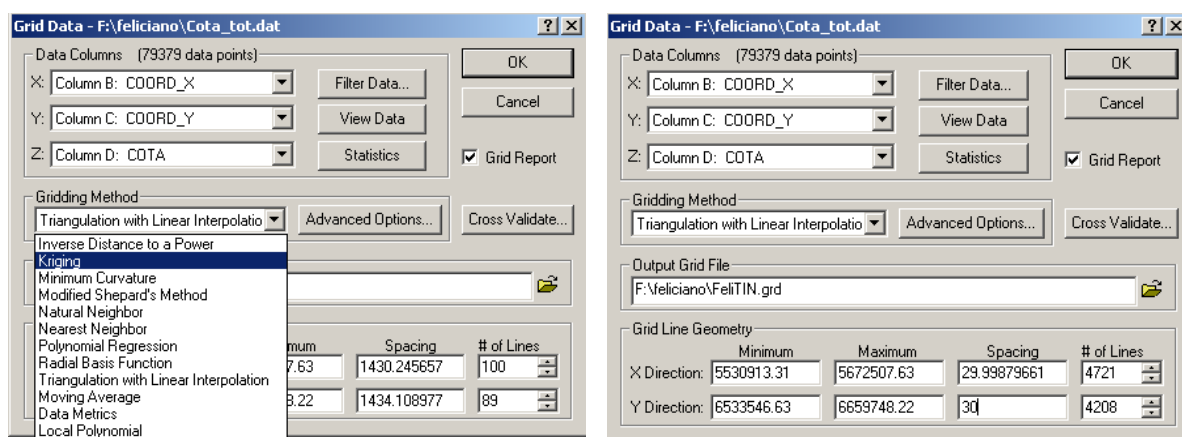 Grid Data - F:\feliciano\Cota_tot.dat
Data Columns (79379 data points)
X: Column B: COORD_X
Filter Data...
OK
Y: Column C: COORD_Y
View Data
Cancel
Z: Column D: COTA
Statistics
Grid Report
Gridding Method
Triangulation with Linear Interpolatio
Advanced Options...
Cross Validate...
Inverse Distance to a Power
Kriging
Minimum Curvature
Modified Shepard's Method
Natural Neighbor
Nearest Neighbor
Polynomial Regression
Radial Basis Function
Triangulation with Linear Interpolation
Moving Average
Data Metrics
Local Polynomial
Spacing
# of Lines
7.63 1430.245657 100
1434.108977 89
Grid Data - F:\feliciano\Cota_tot.dat
Data Columns (79379 data points)
X: Column B: COORD_X
Filter Data...
OK
Y: Column C: COORD_Y
View Data
Cancel
Z: Column D: COTA
Statistics
Grid Report
Gridding Method
Triangulation with Linear Interpolatio
Advanced Options...
Cross Validate...
Output Grid File
F:\feliciano\FeliTIN.grd
Grid Line Geometry
Minimum Maximum Spacing # of Lines
X Direction: 5530913.31 5672507.63 29.99879661 4721
Y Direction: 6533546.63 6659748.22 30 4208